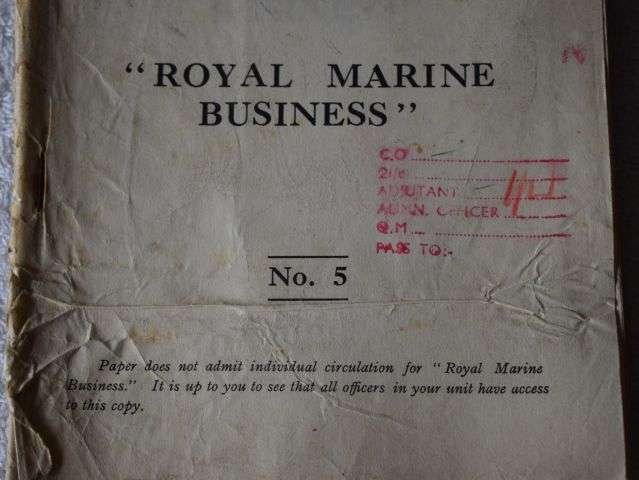 "ROYAL MARINE
BUSINESS"
C.O
2I/C
ADJUTANT
ADMN. OFFICER
Q.M
PASS TO:-
No. 5
Paper does not admit individual circulation for "Royal Marine
Business." It is up to you to see that all officers in your unit have access
to this copy.